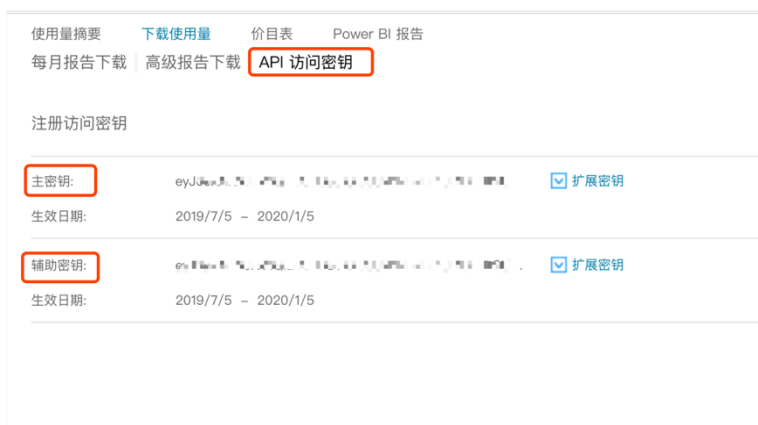 使用量摘要 下载使用量 价目表 Power BI 报告
每月报告下载 高级报告下载 API 访问密钥
注册访问密钥
主密钥: 扩展密钥
生效日期: 2019/7/5 – 2020/1/5
辅助密钥: 扩展密钥
生效日期: 2019/7/5 – 2020/1/5